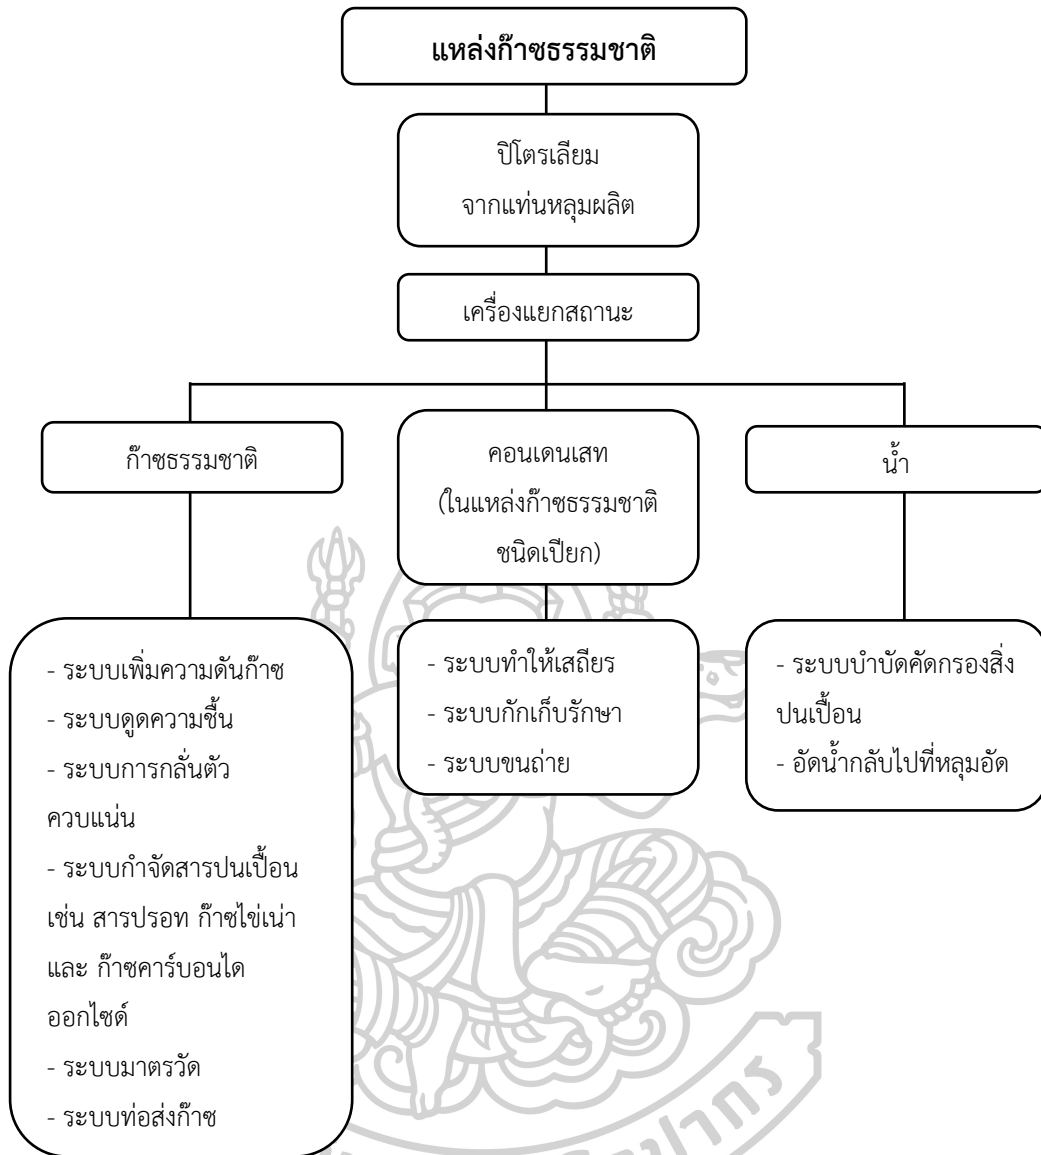 แหล่งก๊าซธรรมชาติ
ปิโตรเลียม
จากแท่นหลุมผลิต
เครื่องแยกสถานะ
ก๊าซธรรมชาติ
คอนเดนเสท
(ในแหล่งก๊าซธรรมชาติ
ชนิดเปียก)
น้ำ
- ระบบเพิ่มความดันก๊าซ
- ระบบดูดความชื้น
- ระบบการกลั่นตัว
ควบแน่น
- ระบบกำจัดสารปนเปื้อน
เช่น สารปรอท ก๊าซไข่เน่า
และ ก๊าซคาร์บอนได
ออกไซด์
- ระบบมาตรวัด
- ระบบท่อส่งก๊าซ
- ระบบทำให้เสถียร
- ระบบกักเก็บรักษา
- ระบบขนถ่าย
- ระบบบำบัดคัดกรองสิ่ง
ปนเปื้อน
- อัดน้ำกลับไปที่หลุมอัด